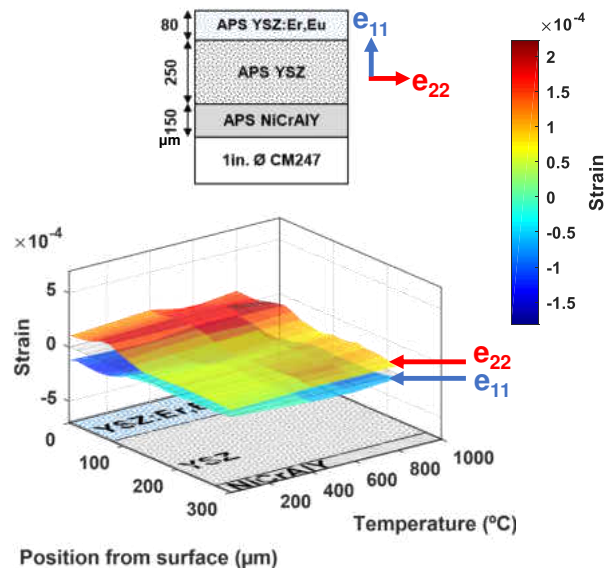 80
APS YSZ:Er,Eu
250
APS YSZ
150
µm
APS NiCrAlY
1in. Ø CM247
e11
e22
×10-4
2
1.5
1
0.5
0
-0.5
-1
-1.5
Strain
×10-4
5
0
-5
Strain
e22
e11
YSZ:Er,E
YSZ
NiCrAlY
0
100
200
300
200
400
600
800
1000
Temperature (ºC)
Position from surface (µm)